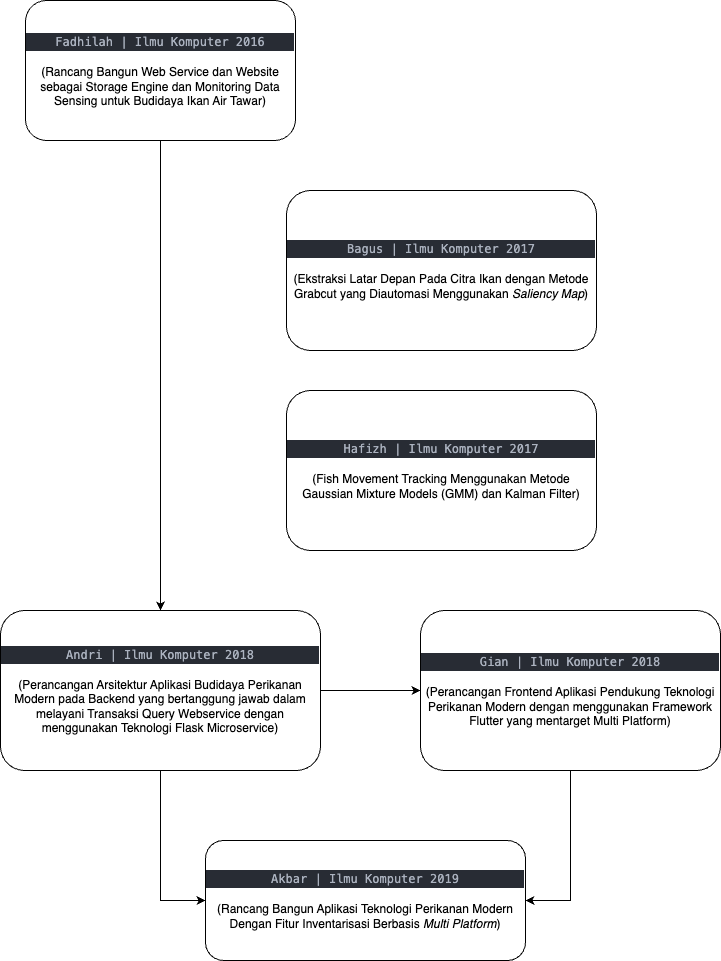 Fadhilah | Ilmu Komputer 2016
(Rancang Bangun Web Service dan Website
sebagai Storage Engine dan Monitoring Data
Sensing untuk Budidaya Ikan Air Tawar)
Bagus | Ilmu Komputer 2017
(Ekstraksi Latar Depan Pada Citra Ikan dengan Metode
Grabcut yang Diautomasi Menggunakan Saliency Map)
Hafizh | Ilmu Komputer 2017
(Fish Movement Tracking Menggunakan Metode
Gaussian Mixture Models (GMM) dan Kalman Filter)
Andri | Ilmu Komputer 2018
(Perancangan Arsitektur Aplikasi Budidaya Perikanan
Modern pada Backend yang bertanggung jawab dalam
melayani Transaksi Query Webservice dengan
menggunakan Teknologi Flask Microservice)
Gian | Ilmu Komputer 2018
(Perancangan Frontend Aplikasi Pendukung Teknologi
Perikanan Modern dengan menggunakan Framework
Flutter yang mentarget Multi Platform)
Akbar | Ilmu Komputer 2019
(Rancang Bangun Aplikasi Teknologi Perikanan Modern
Dengan Fitur Inventarisasi Berbasis Multi Platform)